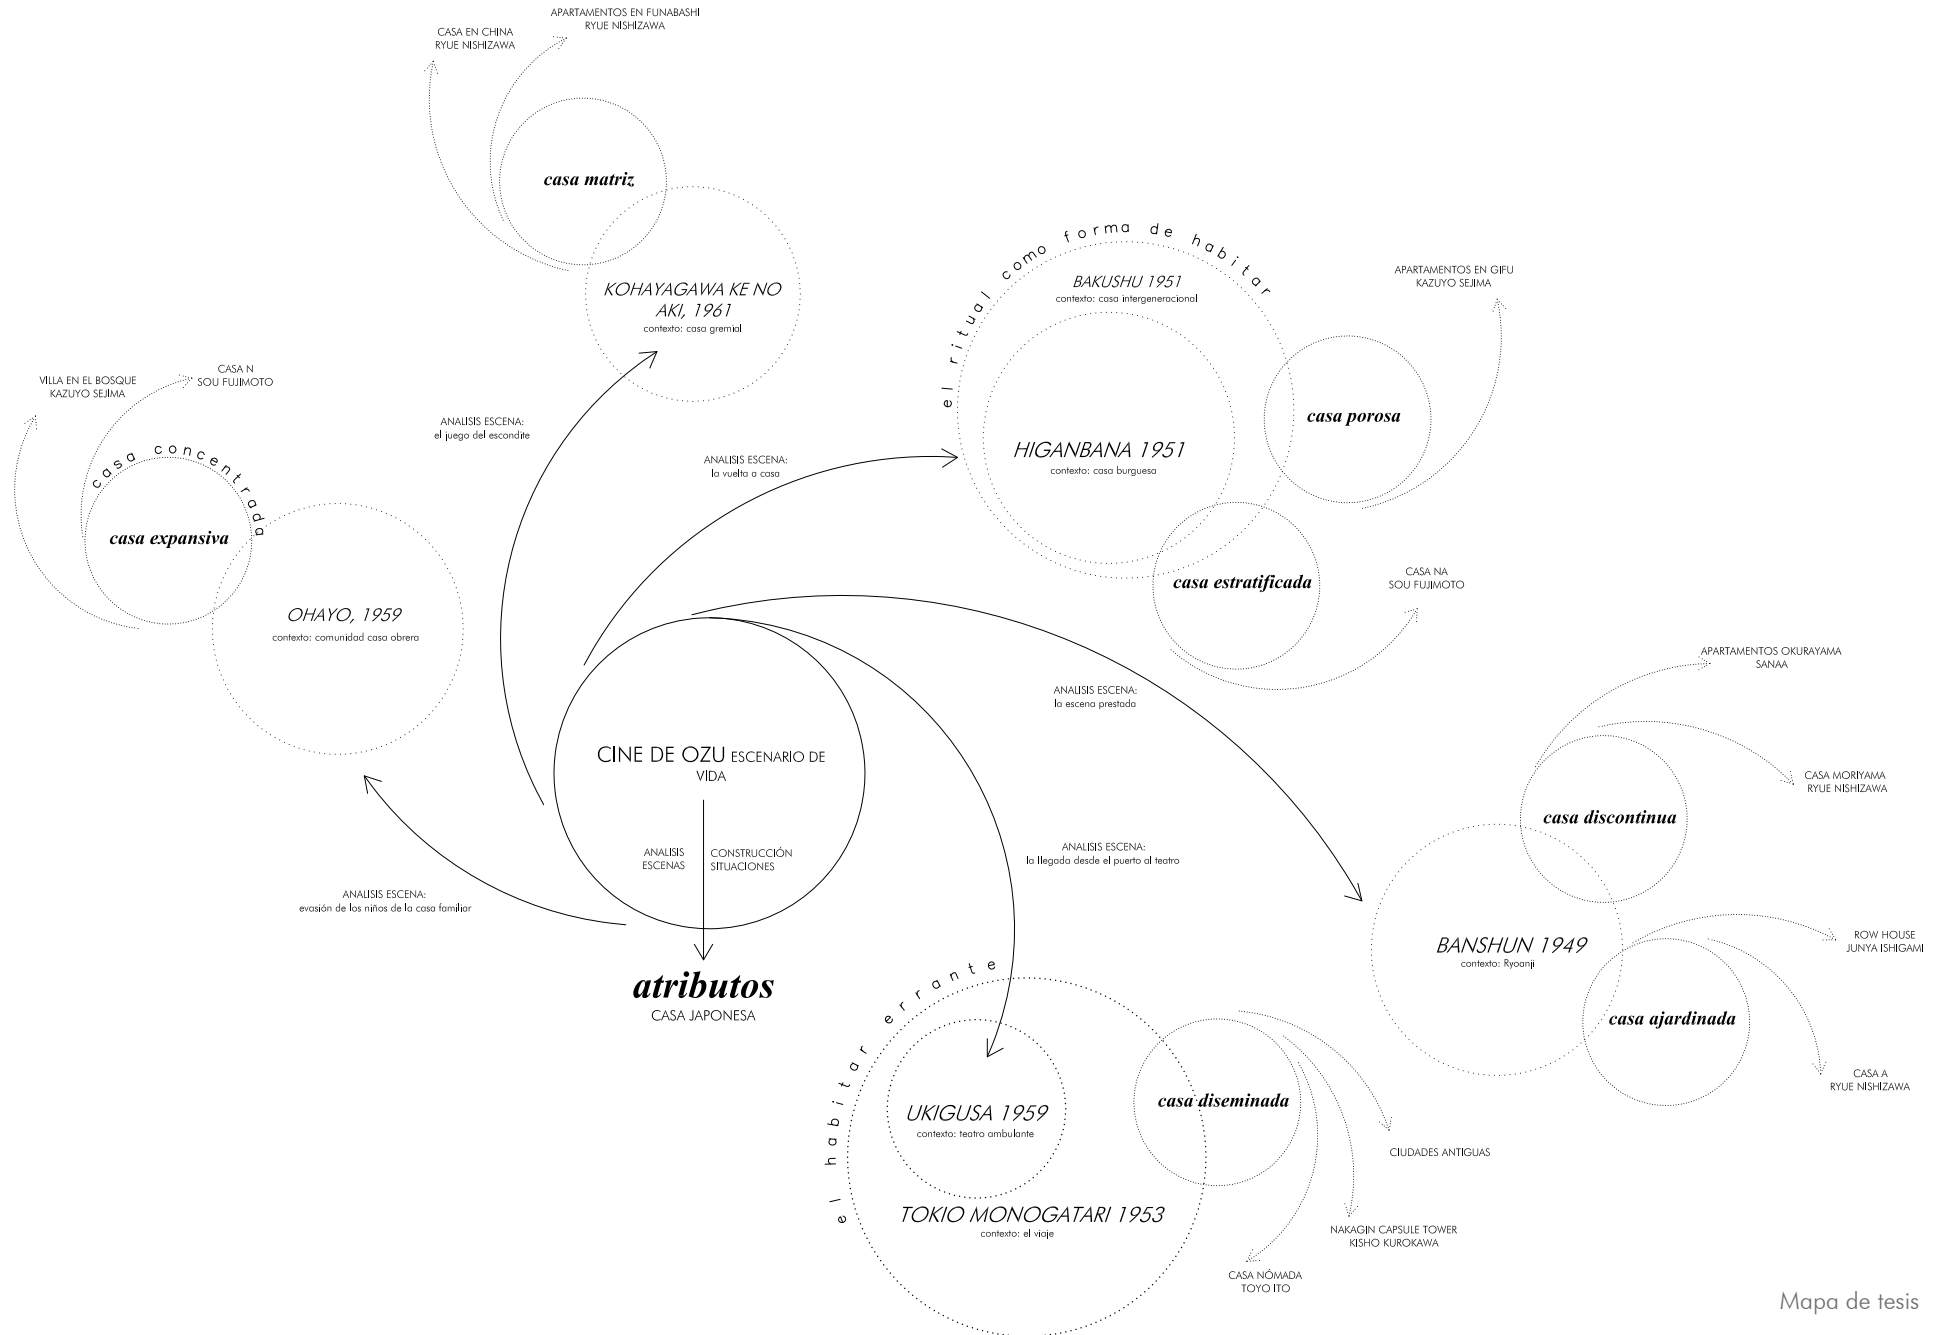 APARTAMENTOS EN FUNABASHI
RYUE NISHIZAWA
CASA EN CHINA
RYUE NISHIZAWA
casa matriz
KOHAYAGAWA KE NO
AKI, 1961
contexto: casa gremial
el ritual como forma de habitar
BAKUSHU 1951
contexto: casa intergeneracional
HIGANBANA 1951
contexto: casa burguesa
APARTAMENTOS EN GIFU
KAZUYO SEJIMA
casa porosa
casa estratificada
CASA NA
SOU FUJIMOTO
VILLA EN EL BOSQUE
KAZUYO SEJIMA
CASA N
SOU FUJIMOTO
casa concentrada
casa expansiva
OHAYO, 1959
contexto: comunidad casa obrera
ANALISIS ESCENA:
el juego del escondite
ANALISIS ESCENA:
la vuelta a casa
ANALISIS ESCENA:
la escena prestada
ANALISIS ESCENA:
la llegada desde el puerto al teatro
ANALISIS ESCENA:
evasión de los niños de la casa familiar
CINE DE OZU ESCENARIO DE
VIDA
ANALISIS
ESCENAS
CONSTRUCCIÓN
SITUACIONES
atributos
CASA JAPONESA
APARTAMENTOS OKURAYAMA
SANAA
CASA MORIYAMA
RYUE NISHIZAWA
casa discontinua
BANSHUN 1949
contexto: Ryoanji
ROW HOUSE
JUNYA ISHIGAMI
casa ajardinada
CASA A
RYUE NISHIZAWA
el habitar errante
UKIGUSA 1959
contexto: teatro ambulante
TOKIO MONOGATARI 1953
contexto: el viaje
casa diseminada
CIUDADES ANTIGUAS
NAKAGIN CAPSULE TOWER
KISHO KUROKAWA
CASA NÓMADA
TOYO ITO
Mapa de tesis